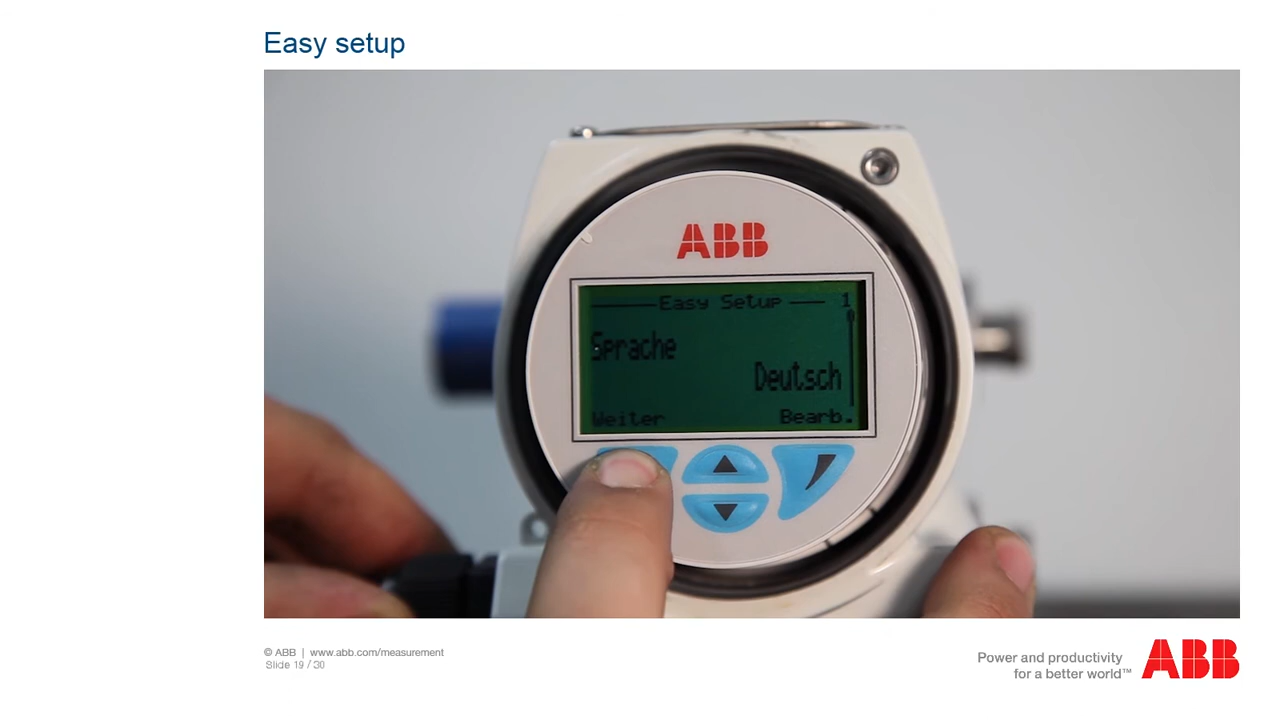 Easy setup
ABB
Easy Setup 1
Sprache
Deutsch
Weiter Bearb.
© ABB | www.abb.com/measurement
Slide 19 / 30
Power and productivity
for a better world™
ABB